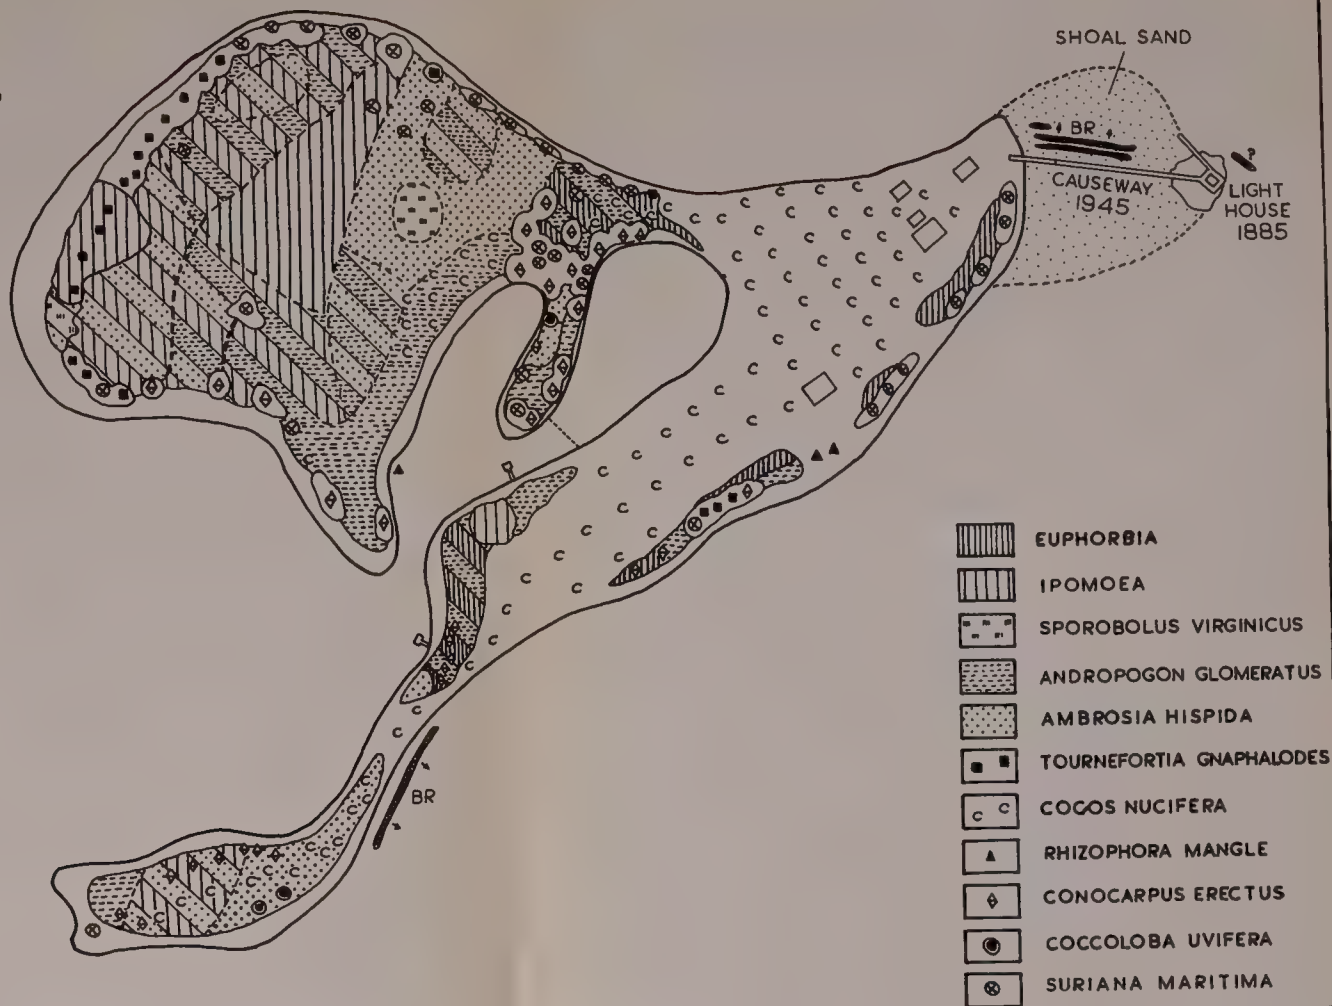 SHOAL SAND
BR
?
CAUSEWAY
1945
LIGHT
HOUSE
1885
BR
EUPHORBIA
IPOMOEA
SPOROBOLUS VIRGINICUS
ANDROPOGON GLOMERATUS
AMBROSIA HISPIDA
TOURNEFORTIA GNAPHALODES
C C COCOS NUCIFERA
RHIZOPHORA MANGLE
CONOCARPUS ERECTUS
COCCOLOBA UVIFERA
SURIANA MARITIMA